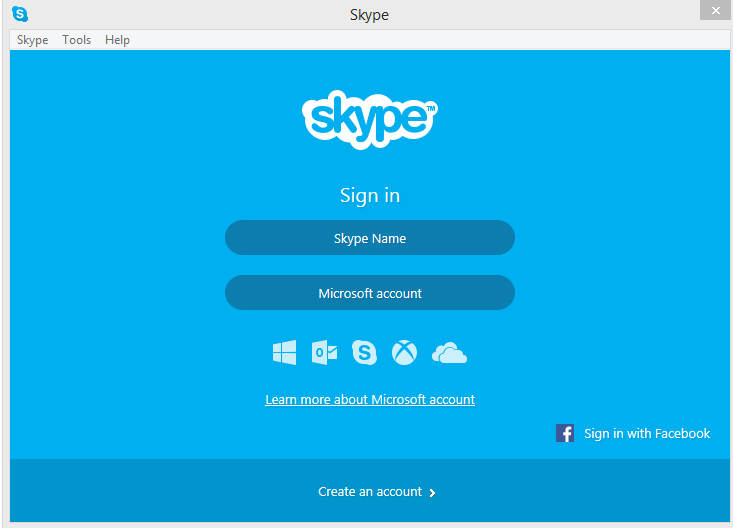 Skype
Skype Tools Help
skype™
Sign in
Skype Name
Microsoft account
Learn more about Microsoft account
Sign in with Facebook
Create an account